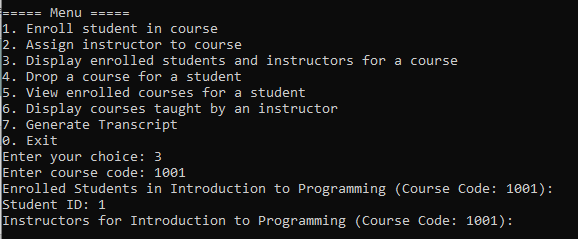 ===== Menu =====
1. Enroll student in course
2. Assign instructor to course
3. Display enrolled students and instructors for a course
4. Drop a course for a student
5. View enrolled courses for a student
6. Display courses taught by an instructor
7. Generate Transcript
0. Exit
Enter your choice: 3
Enter course code: 1001
Enrolled Students in Introduction to Programming (Course Code: 1001):
Student ID: 1
Instructors for Introduction to Programming (Course Code: 1001):